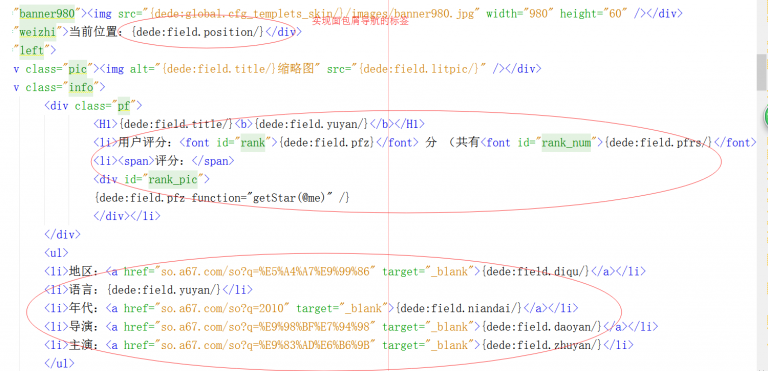 "banner980"><img src="{dede:global.cfg_templets_skin/}/images/banner980.jpg" width="980" height="60" /></div>
实现面包屑导航的标签
"weizhi">当前位置: {dede:field.position/}</div>
"left">
v class="pic"><img alt="{dede:field.title/}缩略图" src="{dede:field.litpic/}" /></div>
v class="info">
<div class="pf">
<H1>{dede:field.title/}<b>{dede:field.yuyan/}</b></H1>
<li>用户评分: <font id="rank">{dede:field.pfz}</font> 分 （共有<font id="rank_num">{dede:field.pfrs/}</font>
<li><span>评分: </span>
<div id="rank_pic">
{dede:field.pfz function="getStar(@me)" /}
</div></li>
</div>
<ul>
<li>地区: <a href="so.a67.com/so?q=%E5%A4%A7%E9%99%86" target="_blank">{dede:field.diqu/}</a></li>
<li>语言: {dede:field.yuyan/}</li>
<li>年代: <a href="so.a67.com/so?q=2010" target="_blank">{dede:field.niandai/}</a></li>
<li>导演: <a href="so.a67.com/so?q=%E9%98%BF%E7%94%98" target="_blank">{dede:field.daoyan/}</a></li>
<li>主演: <a href="so.a67.com/so?q=%E9%83%AD%E6%B6%9B" target="_blank">{dede:field.zhuyan/}</li>
</ul>